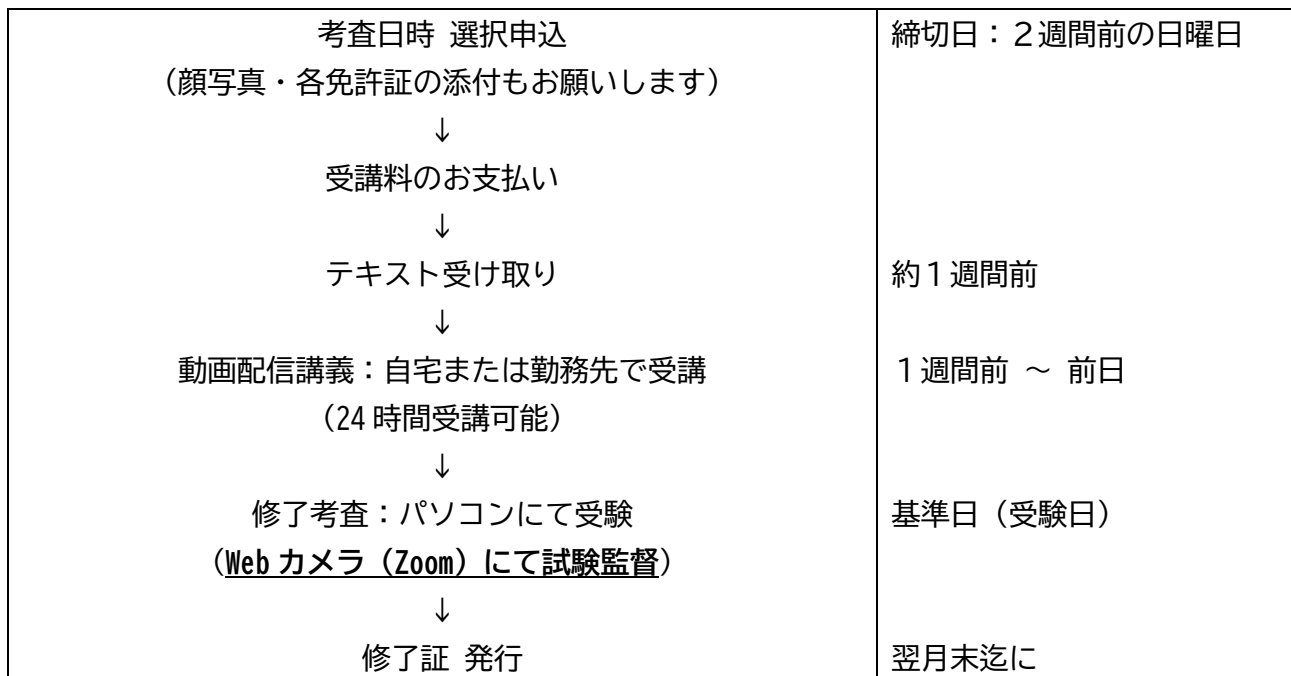 考査日時 選択申込
締切日：２週間前の日曜日
（顔写真・各免許証の添付もお願いします）
↓
受講料のお支払い
↓
テキスト受け取り
約１週間前
↓
動画配信講義：自宅または勤務先で受講
１週間前 ～ 前日
（24時間受講可能）
↓
修了考査：パソコンにて受験
基準日（受験日）
（Webカメラ（Zoom）にて試験監督）
↓
修了証 発行
翌月末迄に